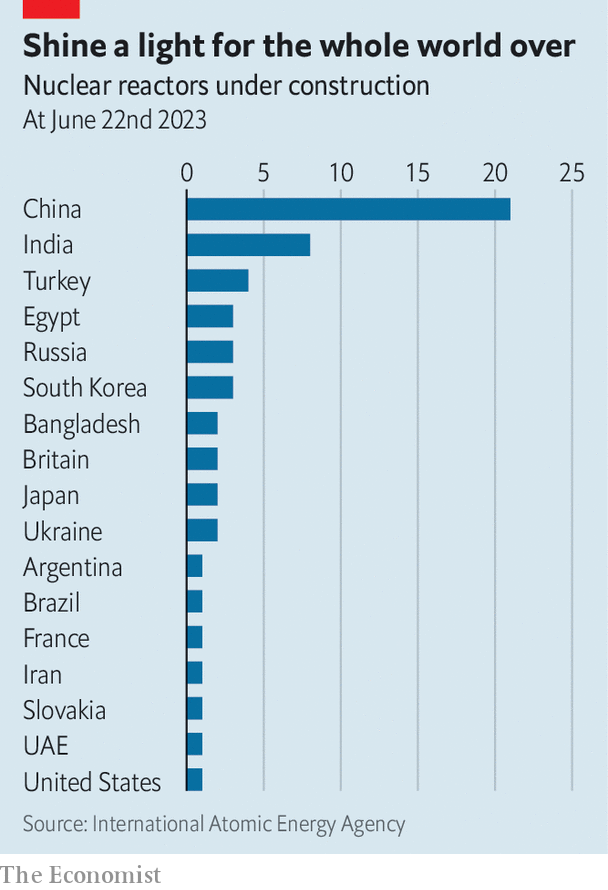 Shine a light for the whole world over
Nuclear reactors under construction
At June 22nd 2023
0 5 10 15 20 25
China
India
Turkey
Egypt
Russia
South Korea
Bangladesh
Britain
Japan
Ukraine
Argentina
Brazil
France
Iran
Slovakia
UAE
United States
Source: International Atomic Energy Agency
The Economist